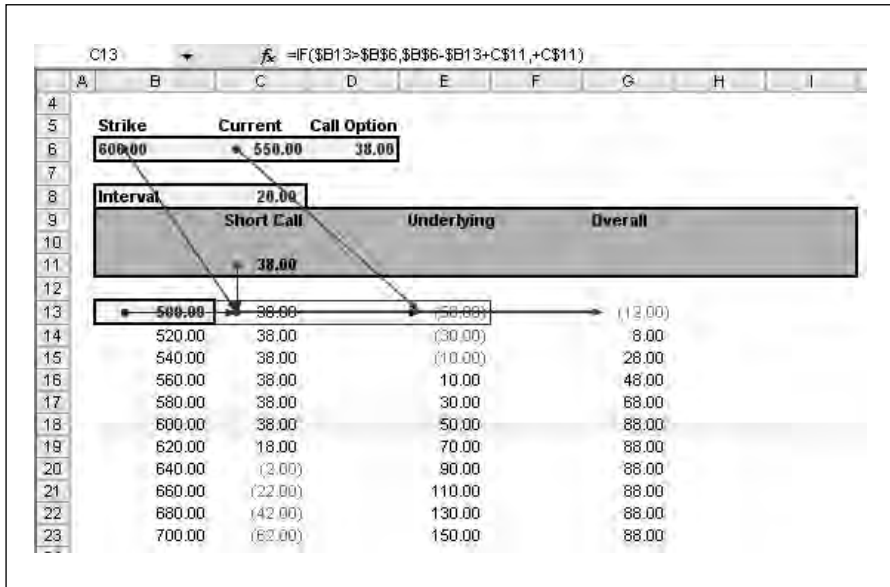 C13 fx =IF($B13>$B$6,$B$6-$B13+C$11,+C$11)
A B C D E F G H I
4
5 Strike Current Call Option
6 600.00 550.00 38.00
7
8 Interval 20.00
9 Short Call Underlying Overall
10
11 38.00
12
13 500.00 38.00 (50.00) (12.00)
14 520.00 38.00 (30.00) 8.00
15 540.00 38.00 (10.00) 28.00
16 560.00 38.00 10.00 48.00
17 580.00 38.00 30.00 68.00
18 600.00 38.00 50.00 88.00
19 620.00 18.00 70.00 88.00
20 640.00 (2.00) 90.00 88.00
21 660.00 (22.00) 110.00 88.00
22 680.00 (42.00) 130.00 88.00
23 700.00 (62.00) 150.00 88.00